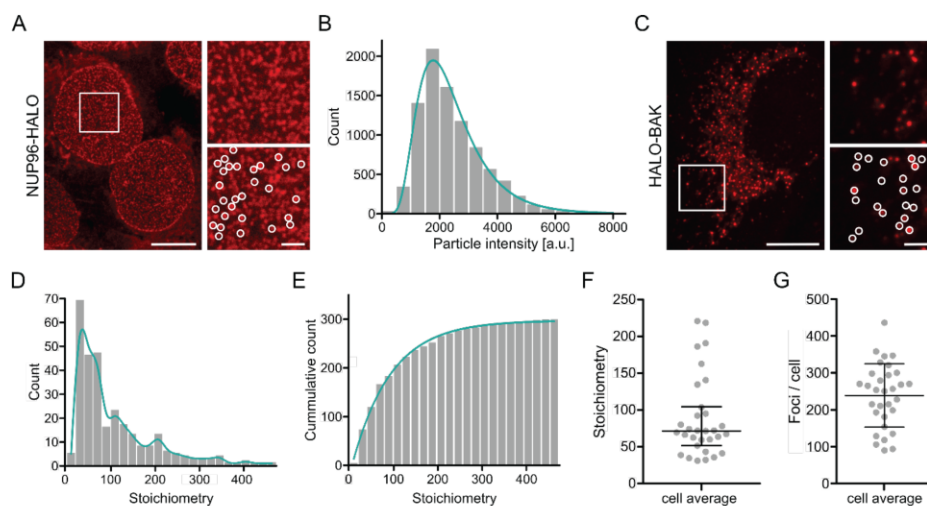 A
NUP96-HALO
B
2000
1500
1000
500
0
Count
0
2000
4000
6000
8000
Particle intensity [a.u.]
C
HALO-BAK
D
70
60
50
40
30
20
10
0
Count
0
100
200
300
400
Stoichiometry
E
300
200
100
0
Cummulative count
0
100
200
300
400
Stoichiometry
F
250
200
150
100
50
0
Stoichiometry
cell average
G
500
400
300
200
100
0
Foci / cell
cell average